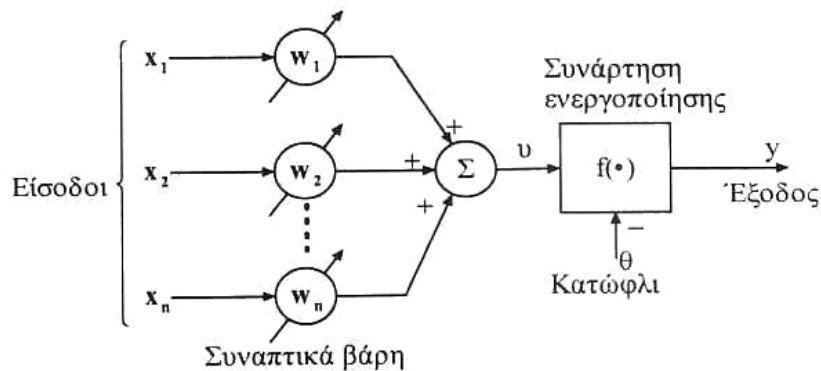 x1
w1
+
Συνάρτηση
ενεργοποίησης
Είσοδοι
x2
w2
+
Σ
υ
f(•)
y
Έξοδος
+
−
θ
Κατώφλι
xn
wn
Συναπτικά βάρη